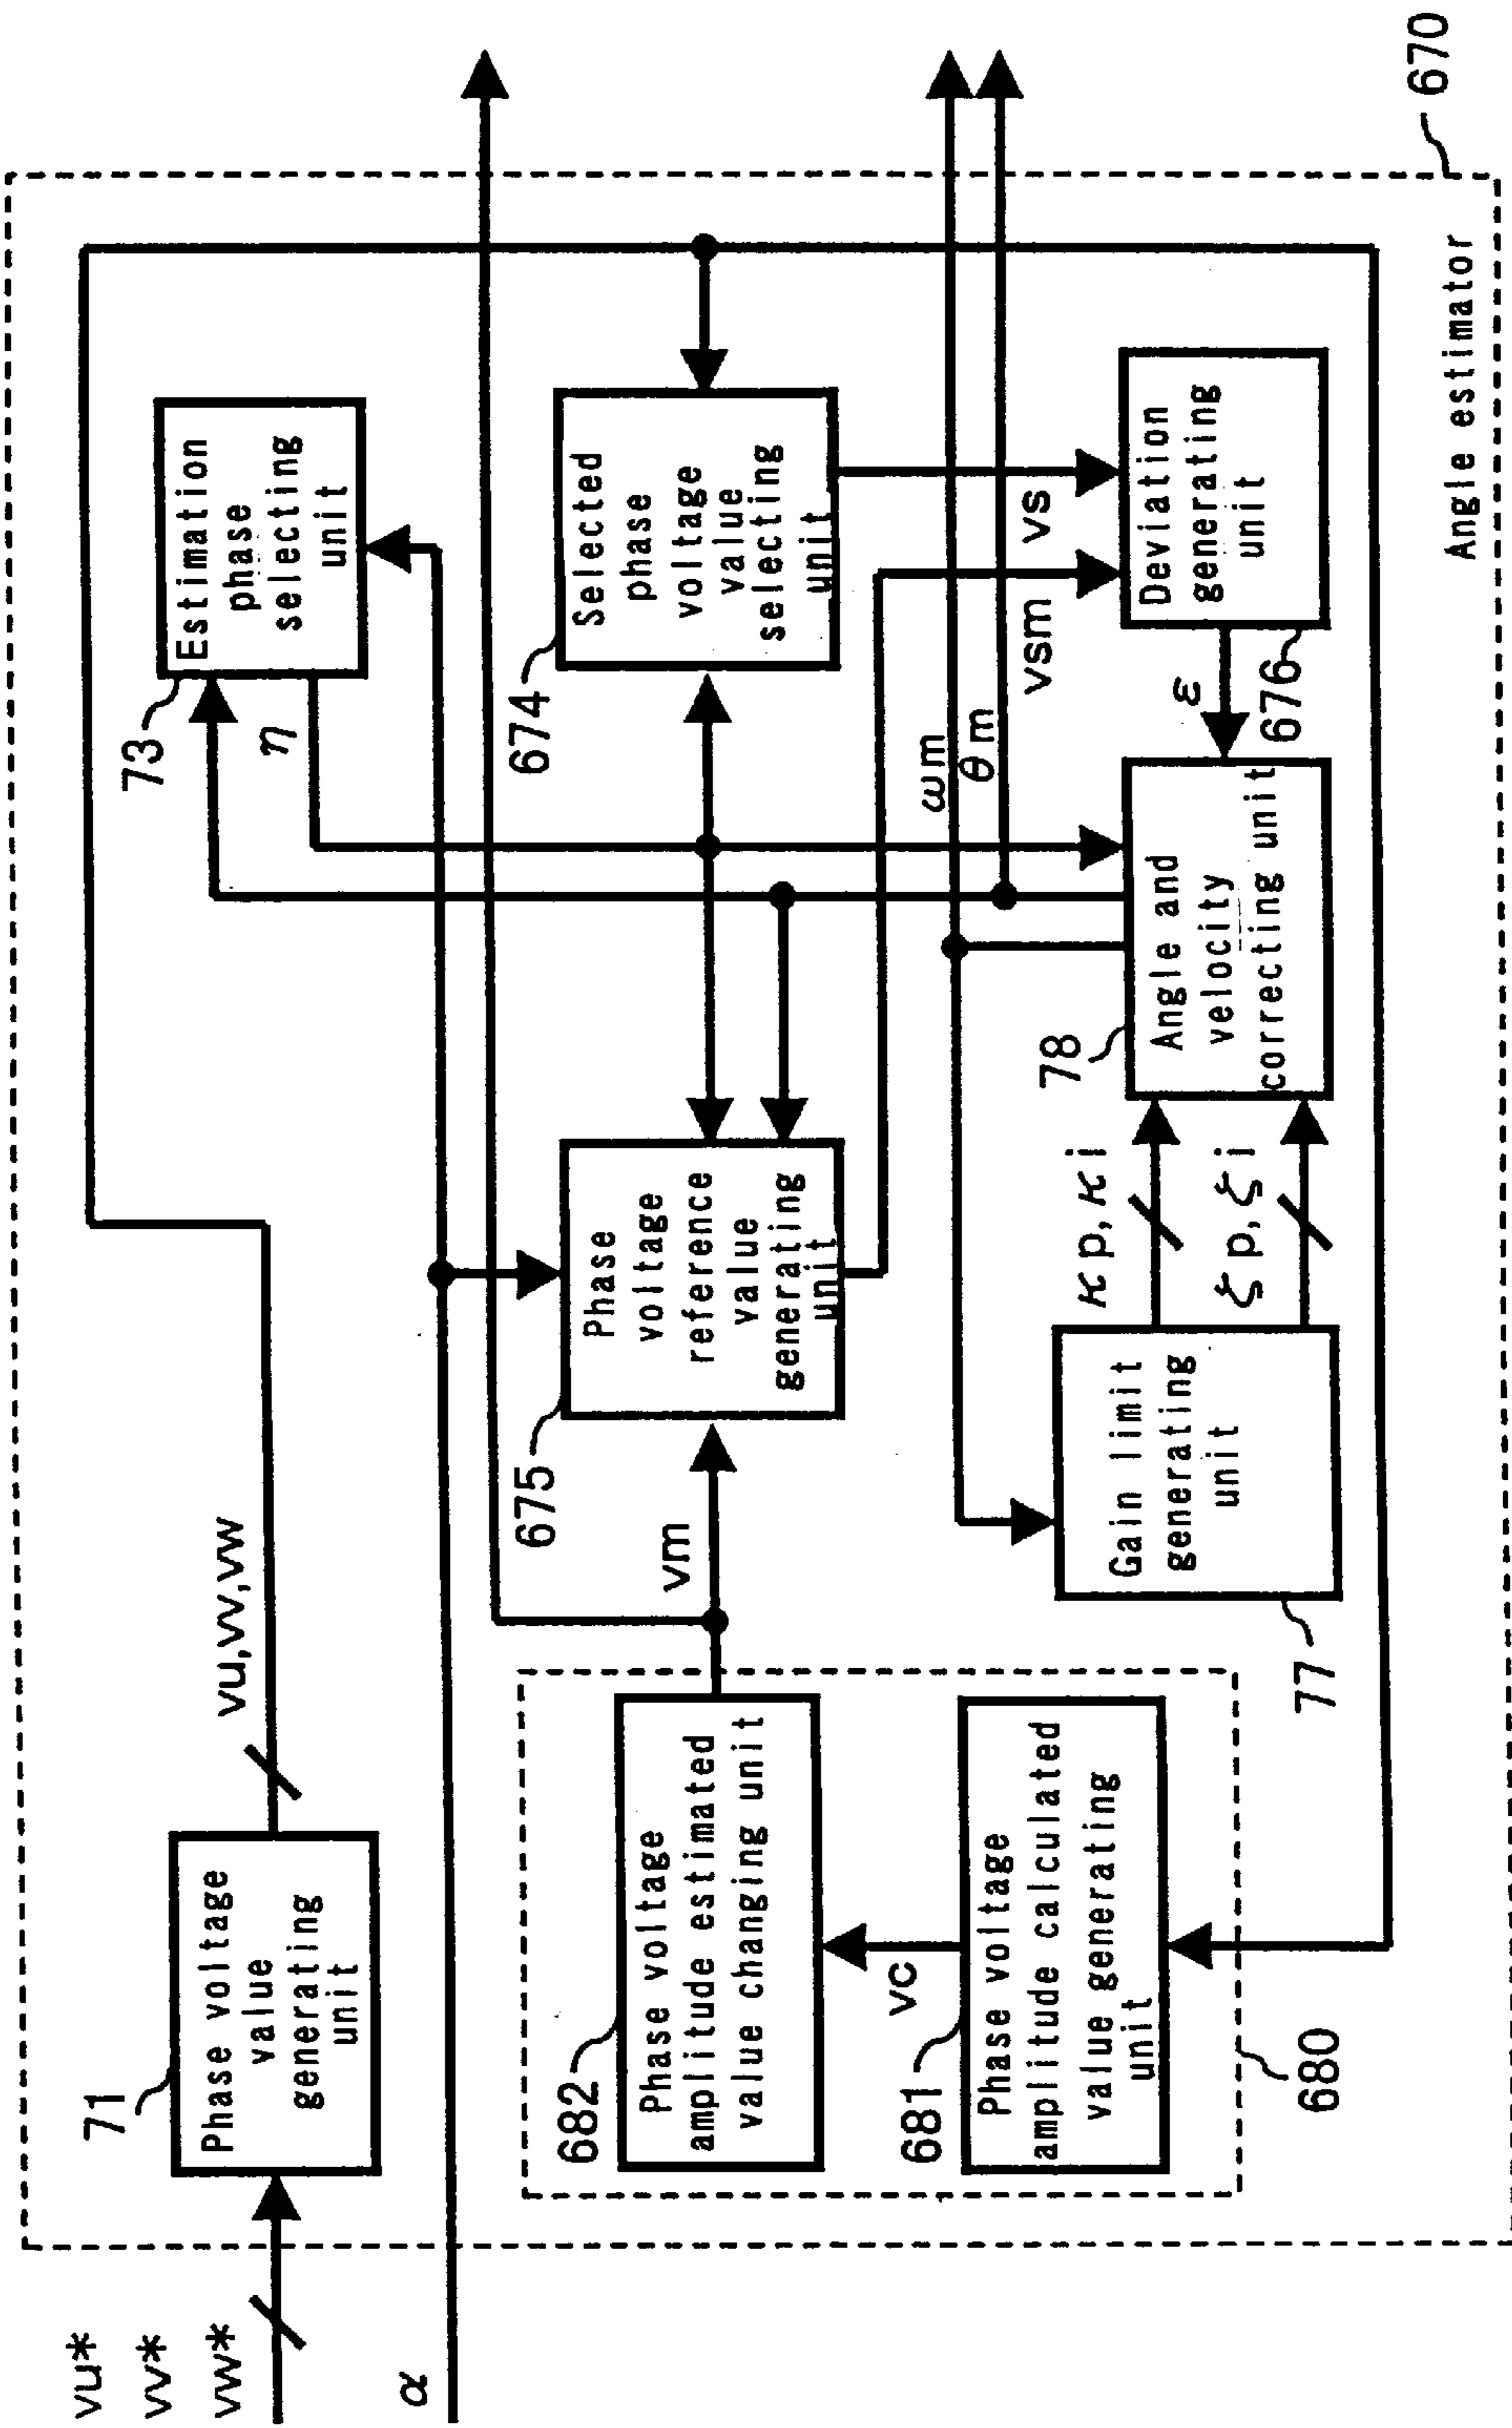 vu*
vv*
vw*
α
71
Phase voltage
value
generating
unit
vu,vv,vw
73
Estimation
phase
selecting
unit
η
682
Phase voltage
amplitude estimated
value changing unit
vc
681
Phase voltage
amplitude calculated
value generating
unit
680
vm
675
Phase
voltage
reference
value
generating
unit
674
Selected
phase
voltage
value
selecting
unit
ωm
θm
vsm
vs
77
Gain limit
generating
unit
κp,κi
ζp,ζi
78
Angle and
velocity
correcting unit
ε
676
Deviation
generating
unit
Angle estimator
670